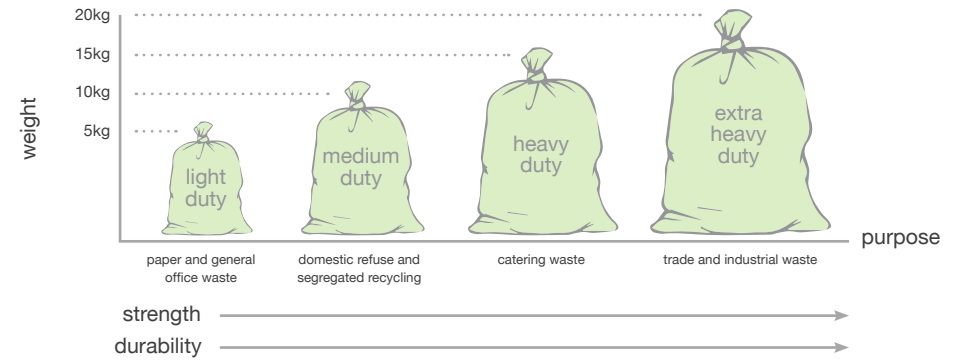 20kg
15kg
10kg
5kg
weight
light
duty
medium
duty
heavy
duty
extra
heavy
duty
purpose
paper and general
office waste
domestic refuse and
segregated recycling
catering waste
trade and industrial waste
strength
durability